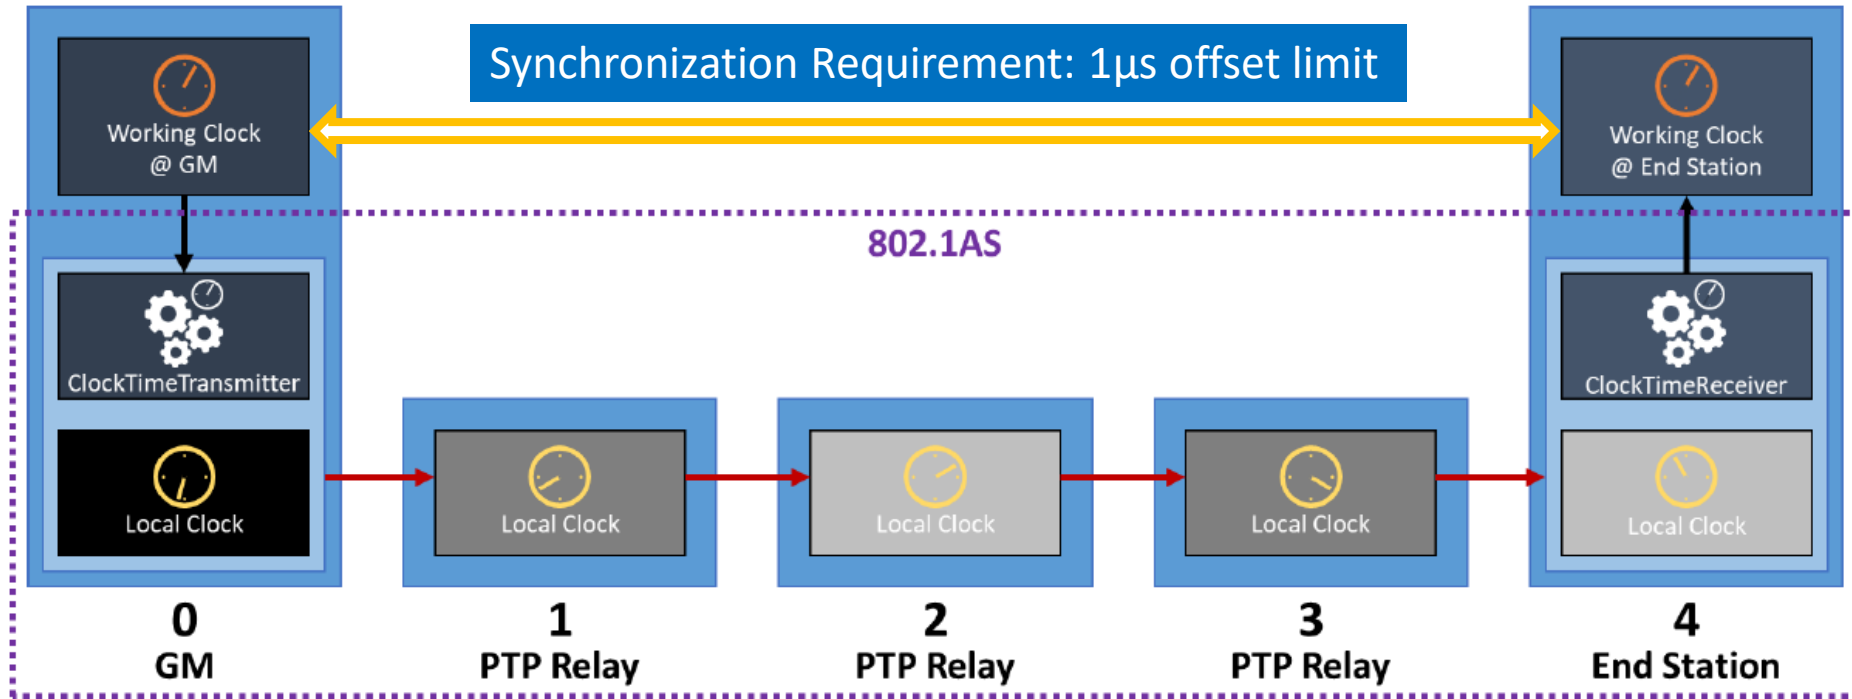 Synchronization Requirement: 1µs offset limit
Working Clock
@ GM
Working Clock
@ End Station
802.1AS
ClockTimeTransmitter
ClockTimeReceiver
Local Clock
Local Clock
Local Clock
Local Clock
Local Clock
0
GM
1
PTP Relay
2
PTP Relay
3
PTP Relay
4
End Station